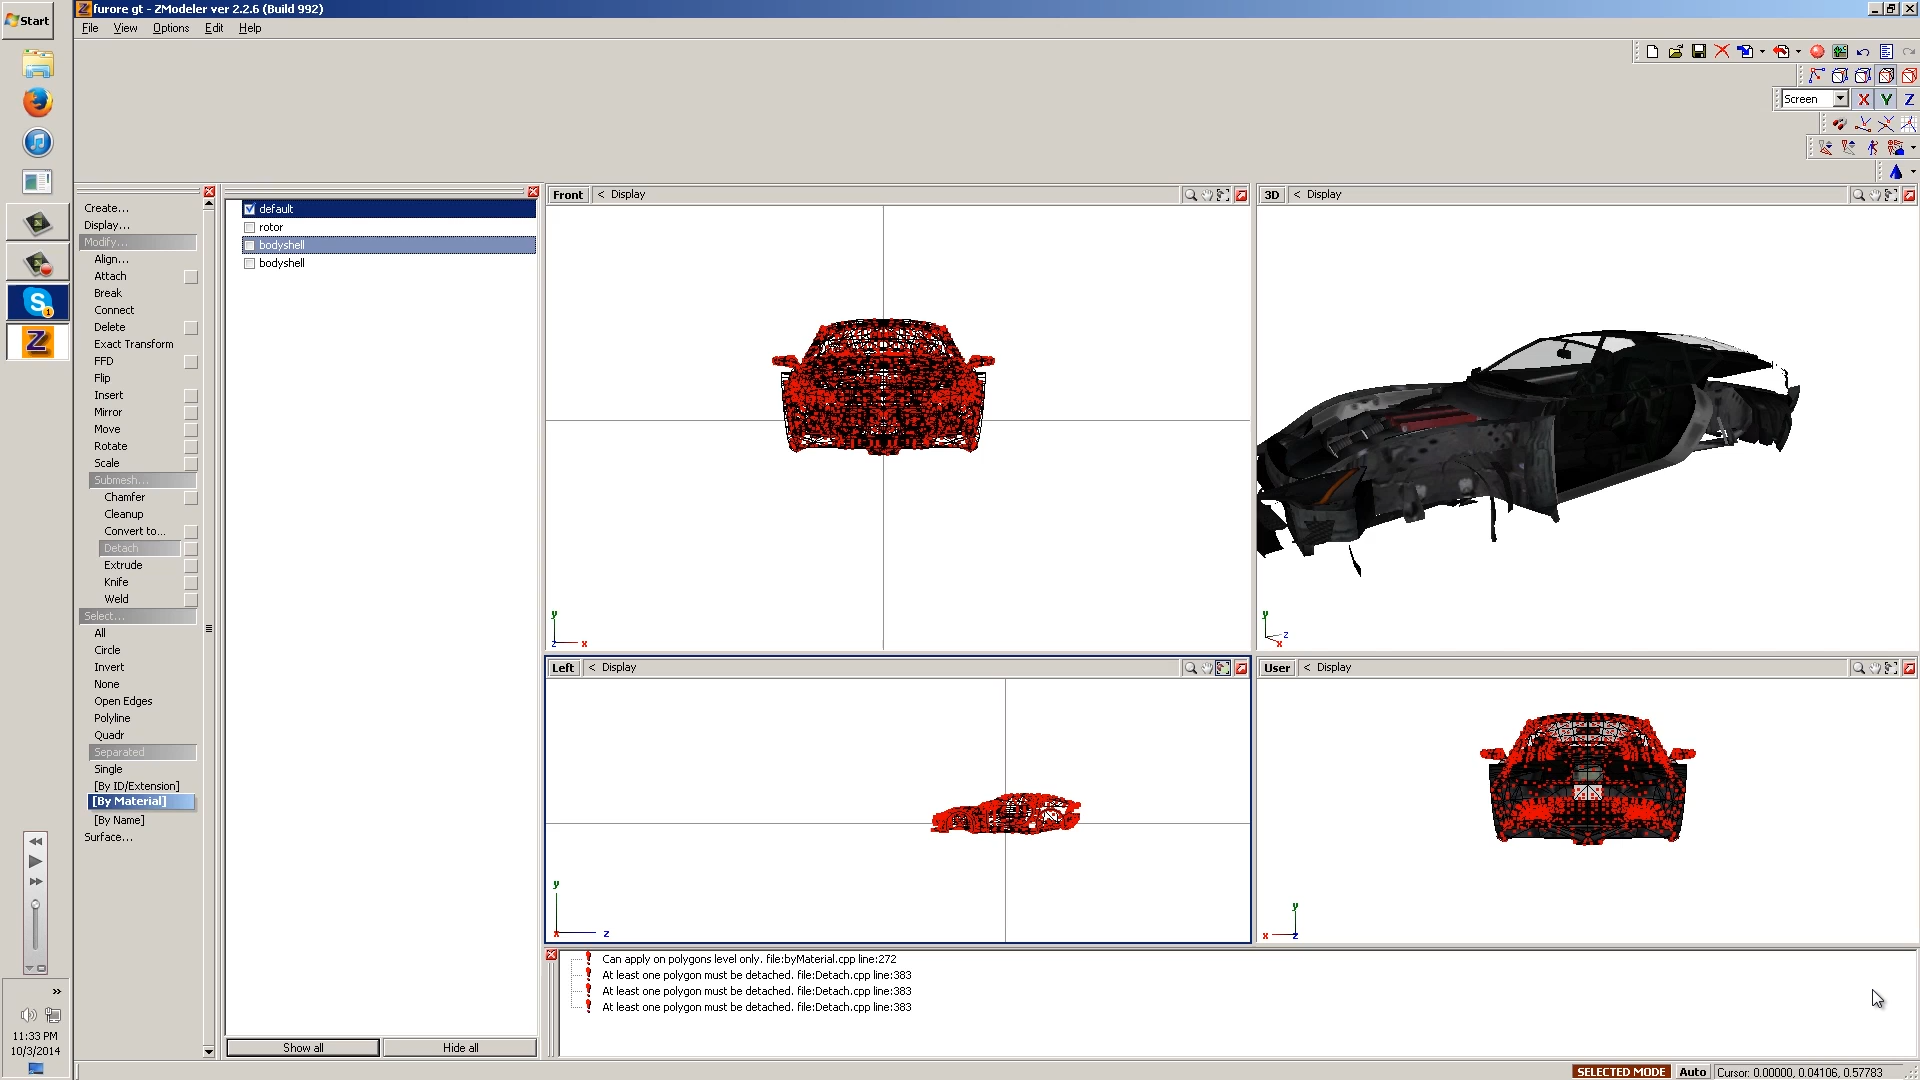 Start
furore gt - ZModeler ver 2.2.6 (Build 992)
File View Options Edit Help
Screen X Y Z
Create...
Display...
Modify...
Align...
Attach
Break
Connect
Delete
Exact Transform
FFD
Flip
Insert
Mirror
Move
Rotate
Scale
Submesh...
Chamfer
Cleanup
Convert to...
Detach
Extrude
Knife
Weld
Select...
All
Circle
Invert
None
Open Edges
Polyline
Quadr
Separated
Single
[By ID/Extension]
[By Material]
[By Name]
Surface...
default
rotor
bodyshell
bodyshell
Show all Hide all
Front < Display
y
z x
3D < Display
y
z
x
Left < Display
y
x z
User < Display
y
x z
Can apply on polygons level only. file:byMaterial.cpp line:272
At least one polygon must be detached. file:Detach.cpp line:383
At least one polygon must be detached. file:Detach.cpp line:383
At least one polygon must be detached. file:Detach.cpp line:383
S 1
Z
11:33 PM
10/3/2014
SELECTED MODE Auto Cursor: 0.00000, 0.04106, 0.57783